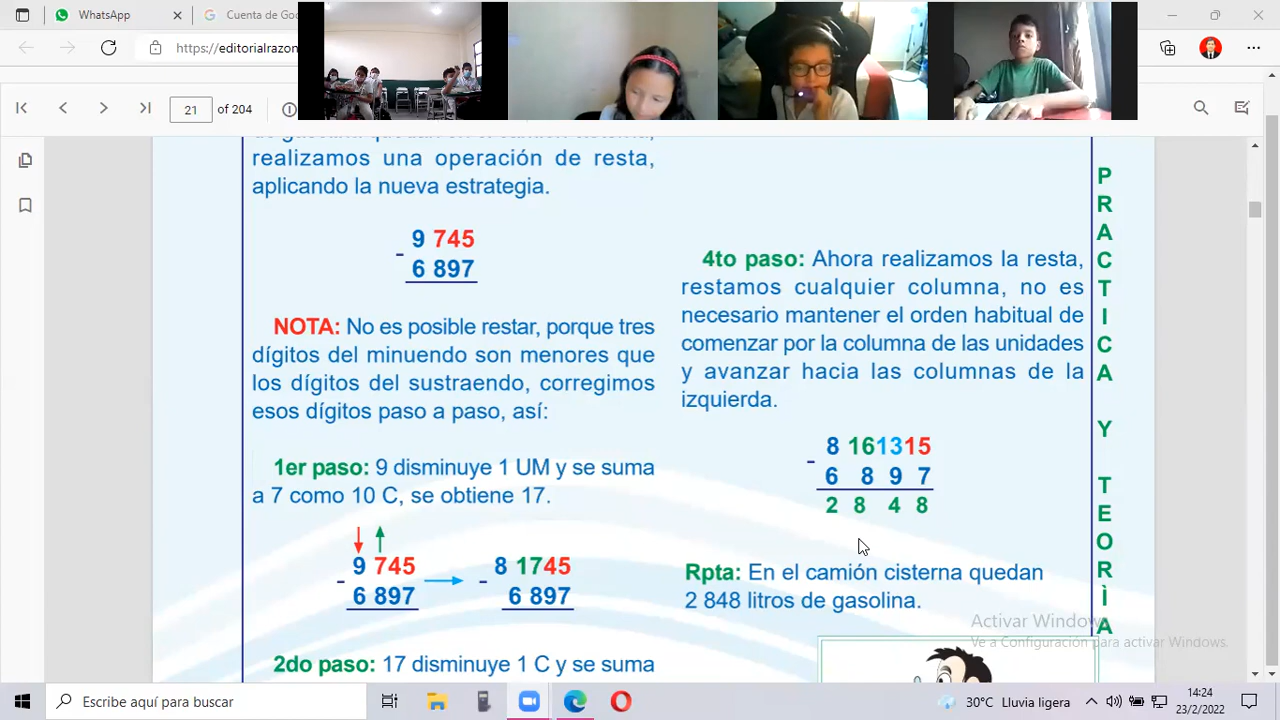 Cuenta de G
WhatsApp
https://editorialrazon
21 of 204
realizamos una operación de resta,
aplicando la nueva estrategia.
9 745
- 6 897
NOTA: No es posible restar, porque tres
dígitos del minuendo son menores que
los dígitos del sustraendo, corregimos
esos dígitos paso a paso, así:
1er paso: 9 disminuye 1 UM y se suma
a 7 como 10 C, se obtiene 17.
9 745
- 6 897
8 1745
- 6 897
2do paso: 17 disminuye 1 C y se suma
4to paso: Ahora realizamos la resta,
restamos cualquier columna, no es
necesario mantener el orden habitual de
comenzar por la columna de las unidades
y avanzar hacia las columnas de la
izquierda.
8 161315
- 6 8 9 7
2 8 4 8
Rpta: En el camión cisterna quedan
2 848 litros de gasolina.
PRACTICA Y TEORÌA
Activar Windows
Ve a Configuración para activar Windows.
Escribe aquí para buscar
30°C Lluvia ligera
14:24
23/2/2022